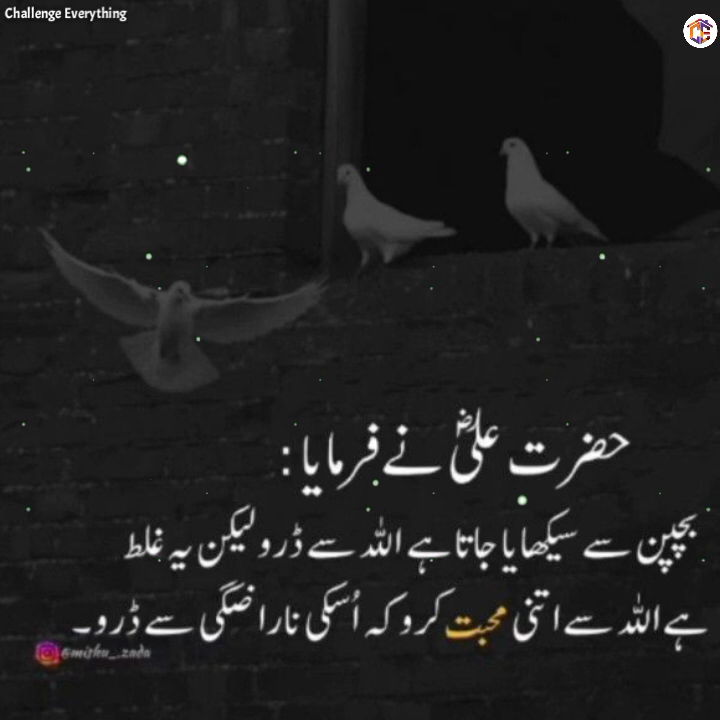 Challenge Everything
حضرت علیؓ نے فرمایا :
بچپن سے سیکھایا جاتا ہے اللہ سے ڈرو لیکن یہ غلط
ہے اللہ سے اتنی محبت کرو کہ اُسکی ناراضگی سے ڈرو۔